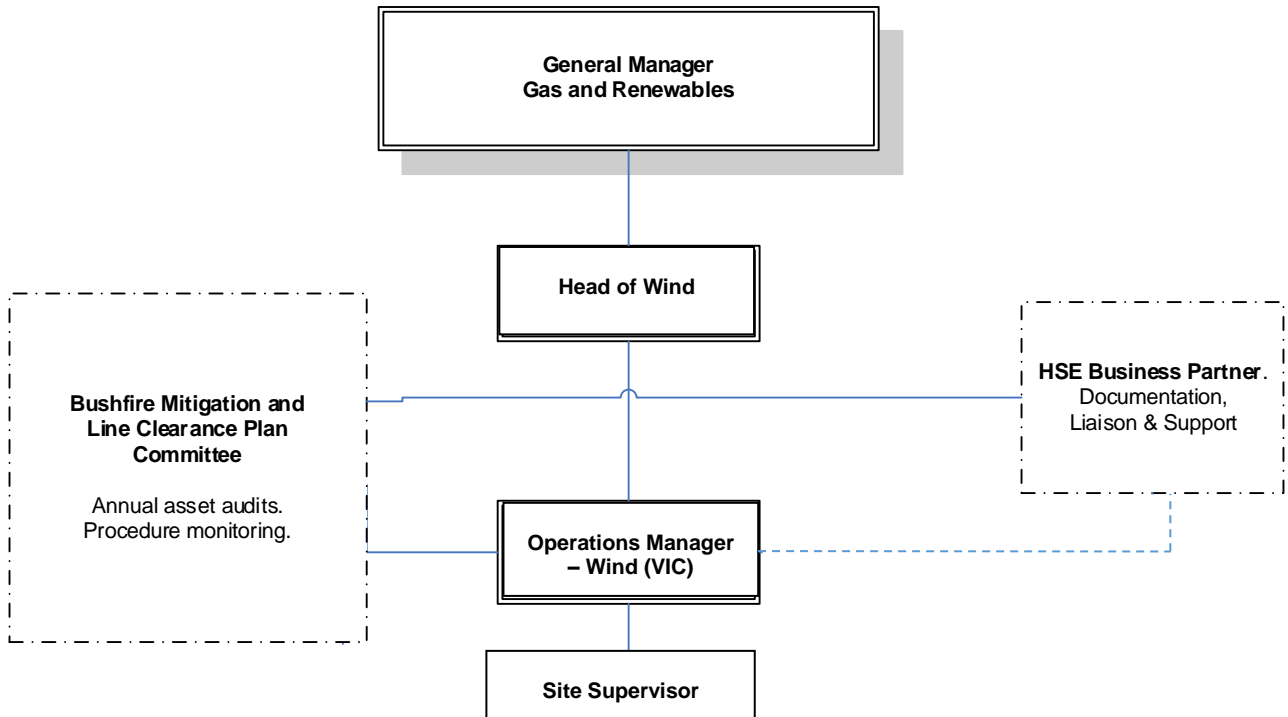 General Manager
Gas and Renewables
Head of Wind
Bushfire Mitigation and
Line Clearance Plan
Committee
Annual asset audits.
Procedure monitoring.
HSE Business Partner.
Documentation,
Liaison & Support
Operations Manager
– Wind (VIC)
Site Supervisor